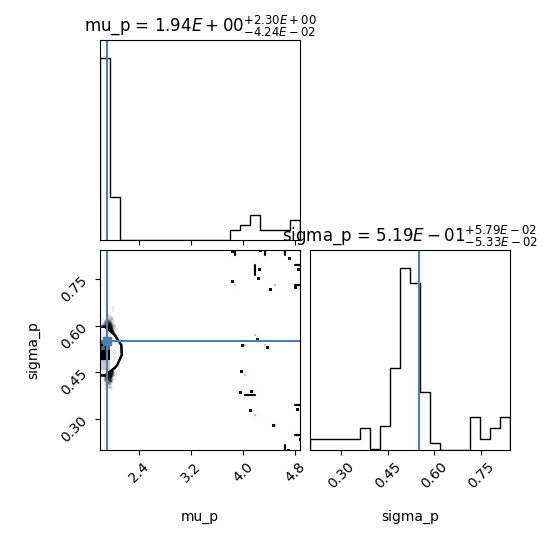 mu_p = 1.94E + 00+2.30E + 00−4.24E − 02
sigma_p = 5.19E − 01+5.79E − 02−5.33E − 02
0.75
0.60
0.45
0.30
sigma_p
2.4 3.2 4.0 4.8 0.30 0.45 0.60 0.75
mu_p sigma_p